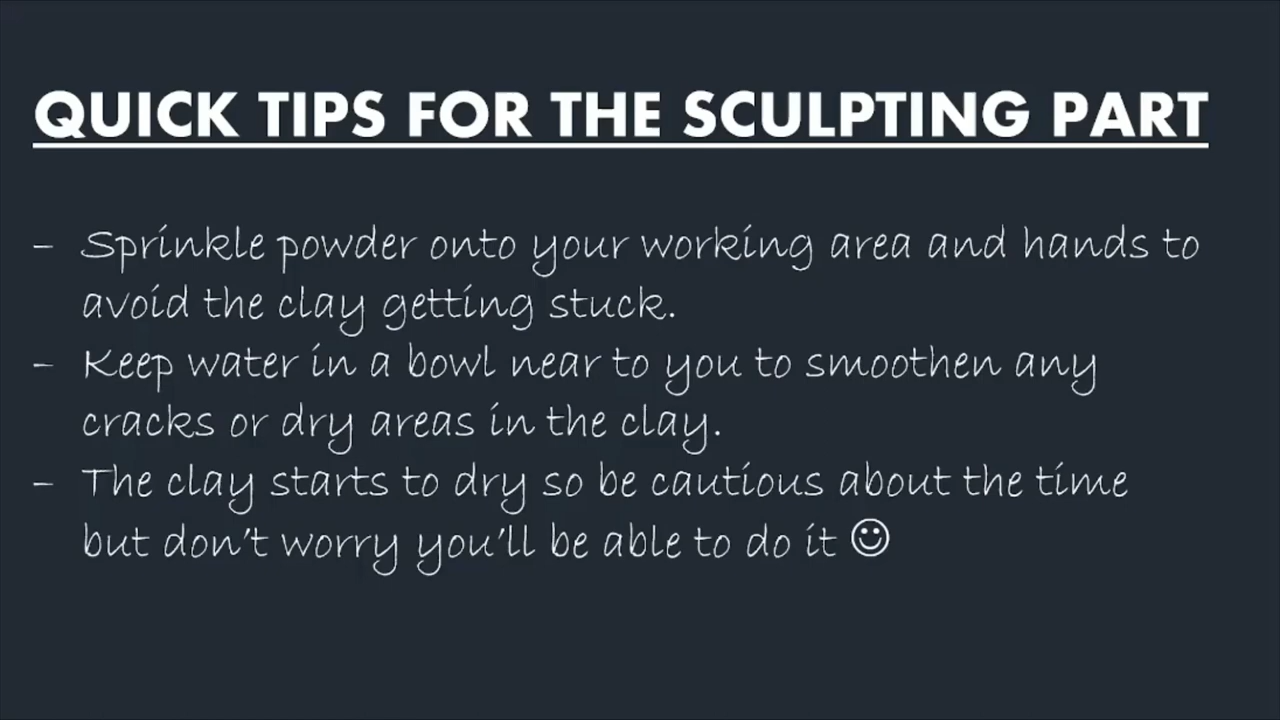 QUICK TIPS FOR THE SCULPTING PART
- Sprinkle powder onto your working area and hands to
avoid the clay getting stuck.
- Keep water in a bowl near to you to smoothen any
cracks or dry areas in the clay.
- The clay starts to dry so be cautious about the time
but don't worry you'll be able to do it ☺